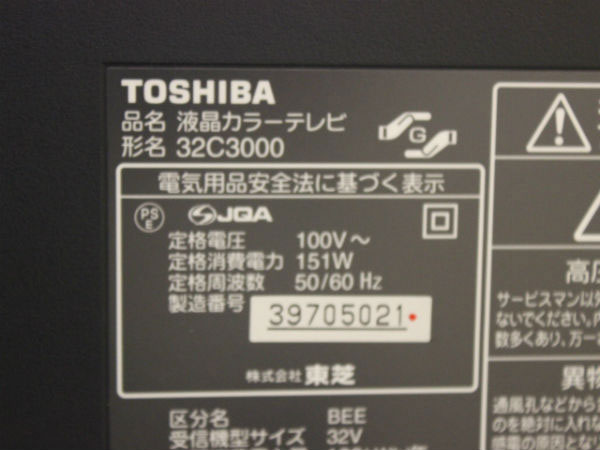 TOSHIBA
品名 液晶カラーテレビ
形名 32C3000
G
電気用品安全法に基づく表示
PS
E
JQA
定格電圧 100V～
定格消費電力 151W
定格周波数 50/60 Hz
製造番号 39705021
株式会社 東芝
区分名 BEE
受信機型サイズ 32V
高圧
サービスマン以外
ないでください。内
数多くあり、万一
異物
通風孔などから
のを絶対に入れな
感電の原因となり